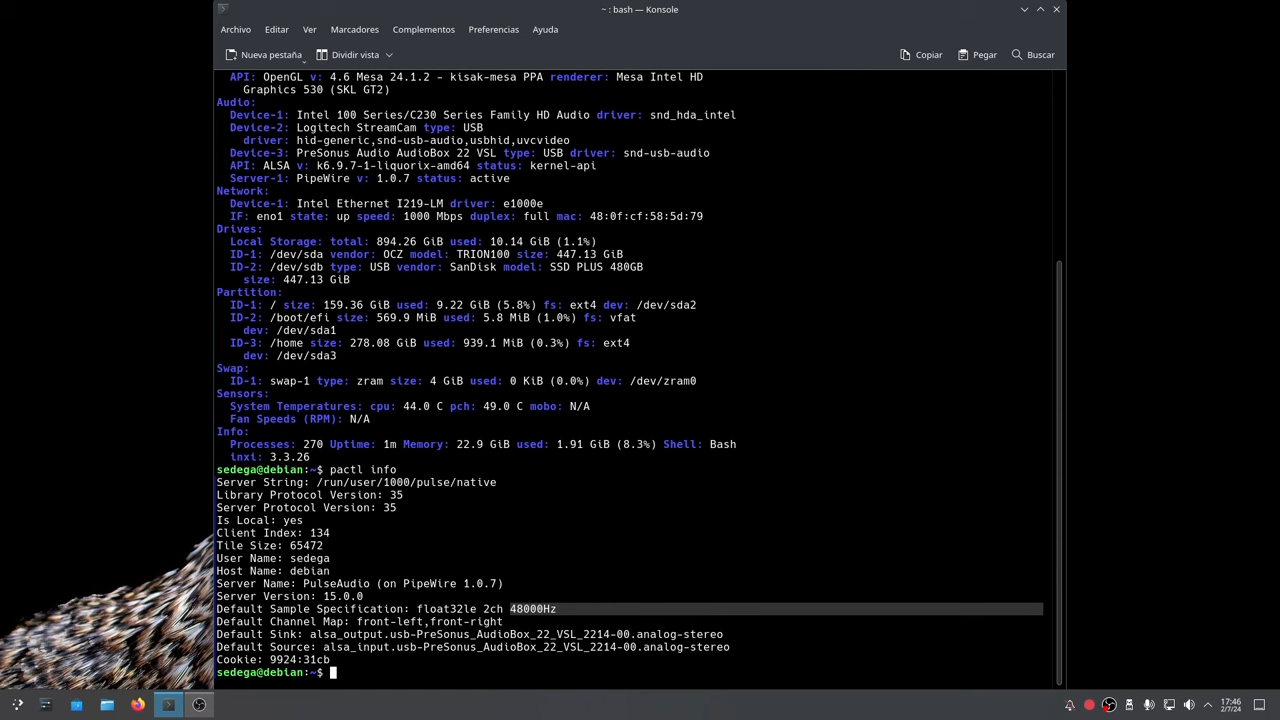 ~ : bash — Konsole
Archivo Editar Ver Marcadores Complementos Preferencias Ayuda
Nueva pestaña Dividir vista Copiar Pegar Buscar
API: OpenGL v: 4.6 Mesa 24.1.2 - kisak-mesa PPA renderer: Mesa Intel HD
Graphics 530 (SKL GT2)
Audio:
Device-1: Intel 100 Series/C230 Series Family HD Audio driver: snd_hda_intel
Device-2: Logitech StreamCam type: USB
driver: hid-generic,snd-usb-audio,usbhid,uvcvideo
Device-3: PreSonus Audio AudioBox 22 VSL type: USB driver: snd-usb-audio
API: ALSA v: k6.9.7-1-liquorix-amd64 status: kernel-api
Server-1: PipeWire v: 1.0.7 status: active
Network:
Device-1: Intel Ethernet I219-LM driver: e1000e
IF: eno1 state: up speed: 1000 Mbps duplex: full mac: 48:0f:cf:58:5d:79
Drives:
Local Storage: total: 894.26 GiB used: 10.14 GiB (1.1%)
ID-1: /dev/sda vendor: OCZ model: TRION100 size: 447.13 GiB
ID-2: /dev/sdb type: USB vendor: SanDisk model: SSD PLUS 480GB
size: 447.13 GiB
Partition:
ID-1: / size: 159.36 GiB used: 9.22 GiB (5.8%) fs: ext4 dev: /dev/sda2
ID-2: /boot/efi size: 569.9 MiB used: 5.8 MiB (1.0%) fs: vfat
dev: /dev/sda1
ID-3: /home size: 278.08 GiB used: 939.1 MiB (0.3%) fs: ext4
dev: /dev/sda3
Swap:
ID-1: swap-1 type: zram size: 4 GiB used: 0 KiB (0.0%) dev: /dev/zram0
Sensors:
System Temperatures: cpu: 44.0 C pch: 49.0 C mobo: N/A
Fan Speeds (RPM): N/A
Info:
Processes: 270 Uptime: 1m Memory: 22.9 GiB used: 1.91 GiB (8.3%) Shell: Bash
inxi: 3.3.26
sedega@debian:~$ pactl info
Server String: /run/user/1000/pulse/native
Library Protocol Version: 35
Server Protocol Version: 35
Is Local: yes
Client Index: 134
Tile Size: 65472
User Name: sedega
Host Name: debian
Server Name: PulseAudio (on PipeWire 1.0.7)
Server Version: 15.0.0
Default Sample Specification: float32le 2ch 48000Hz
Default Channel Map: front-left,front-right
Default Sink: alsa_output.usb-PreSonus_AudioBox_22_VSL_2214-00.analog-stereo
Default Source: alsa_input.usb-PreSonus_AudioBox_22_VSL_2214-00.analog-stereo
Cookie: 9924:31cb
sedega@debian:~$
17:46
2/7/24